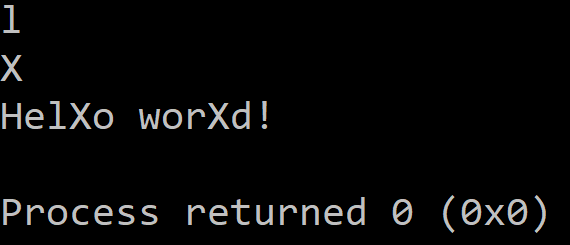 l
X
HelXo worXd!
Process returned 0 (0x0)